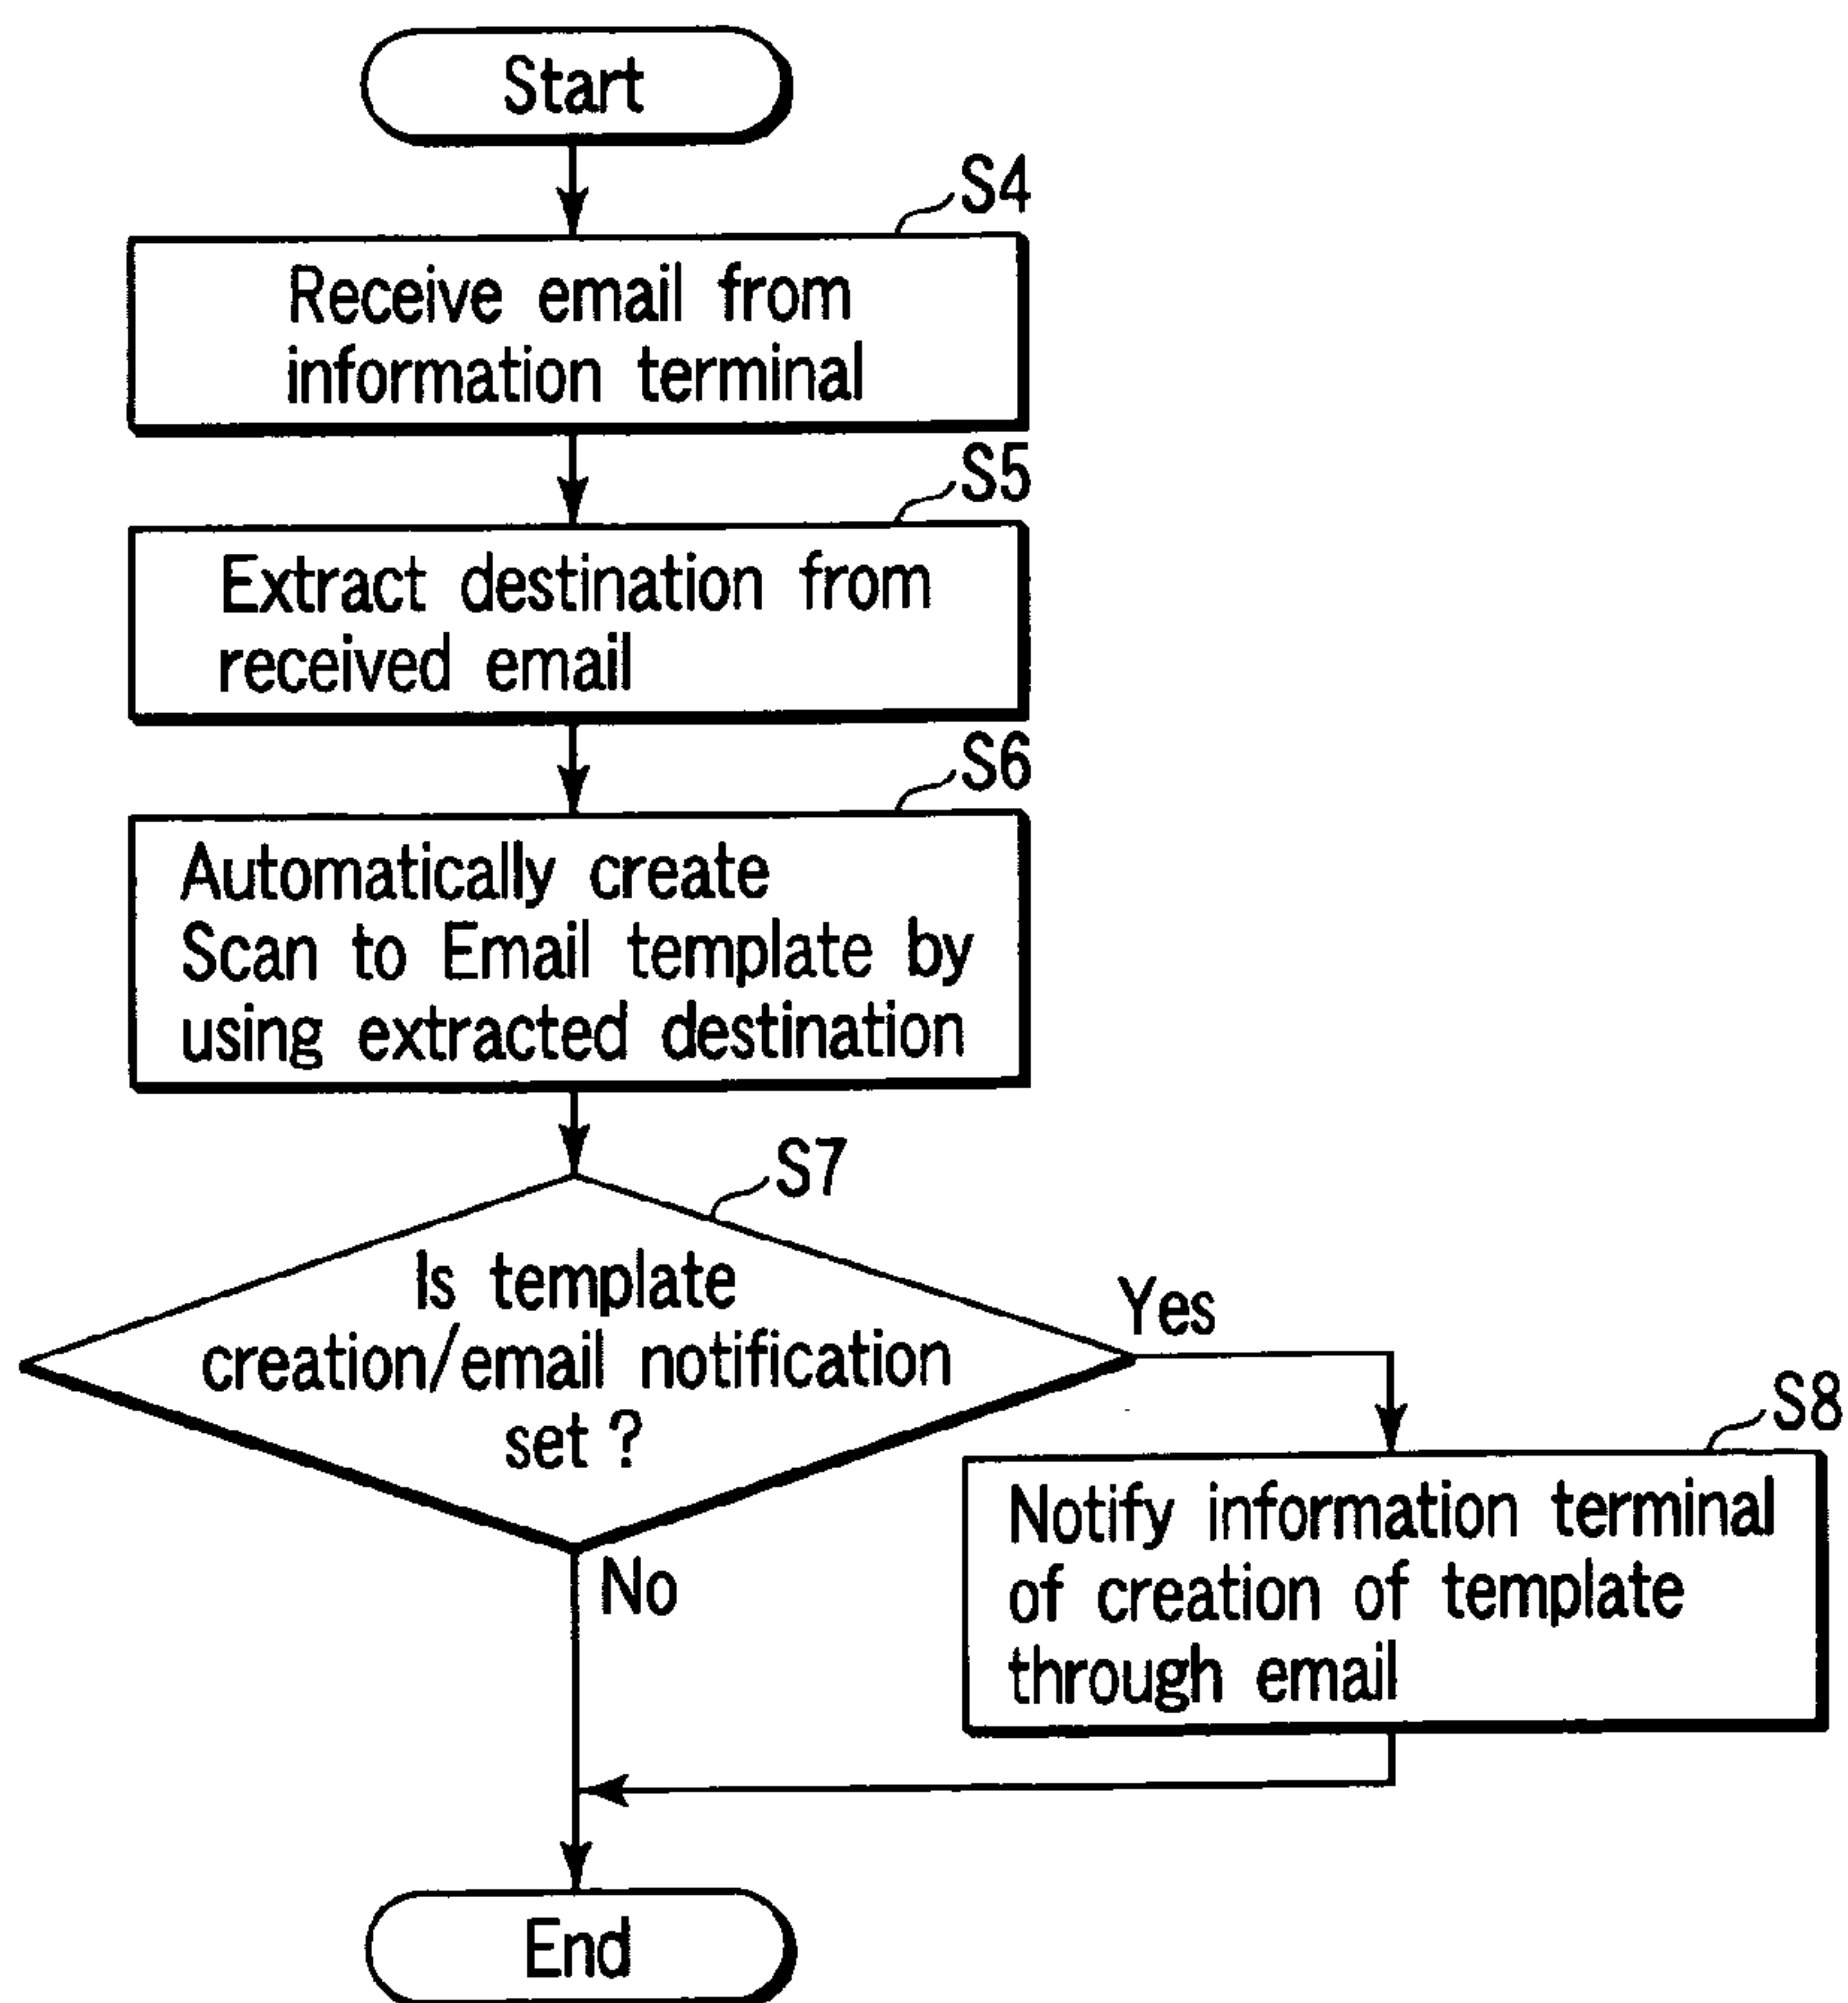 Start
S4
Receive email from
information terminal
S5
Extract destination from
received email
S6
Automatically create
Scan to Email template by
using extracted destination
S7
Is template
creation/email notification
set ?
Yes
No
S8
Notify information terminal
of creation of template
through email
End